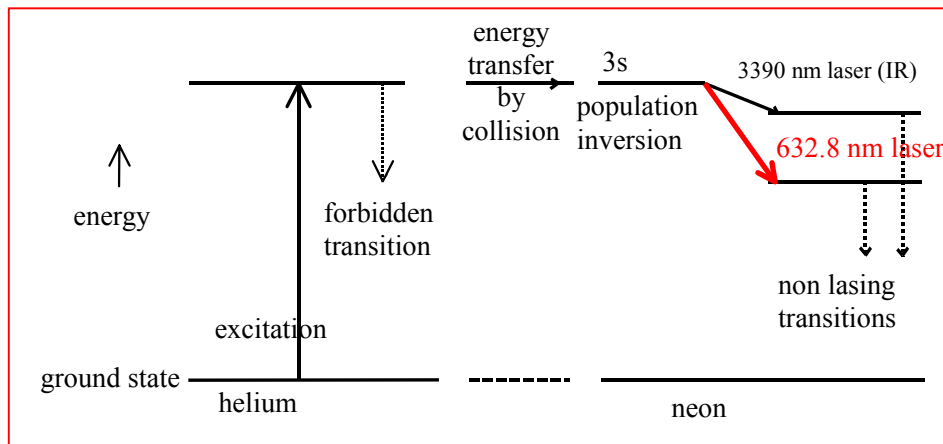 energy
transfer
by
collision
3s
3390 nm laser (IR)
population
inversion
632.8 nm laser
energy
forbidden
transition
non lasing
transitions
excitation
ground state
helium
neon